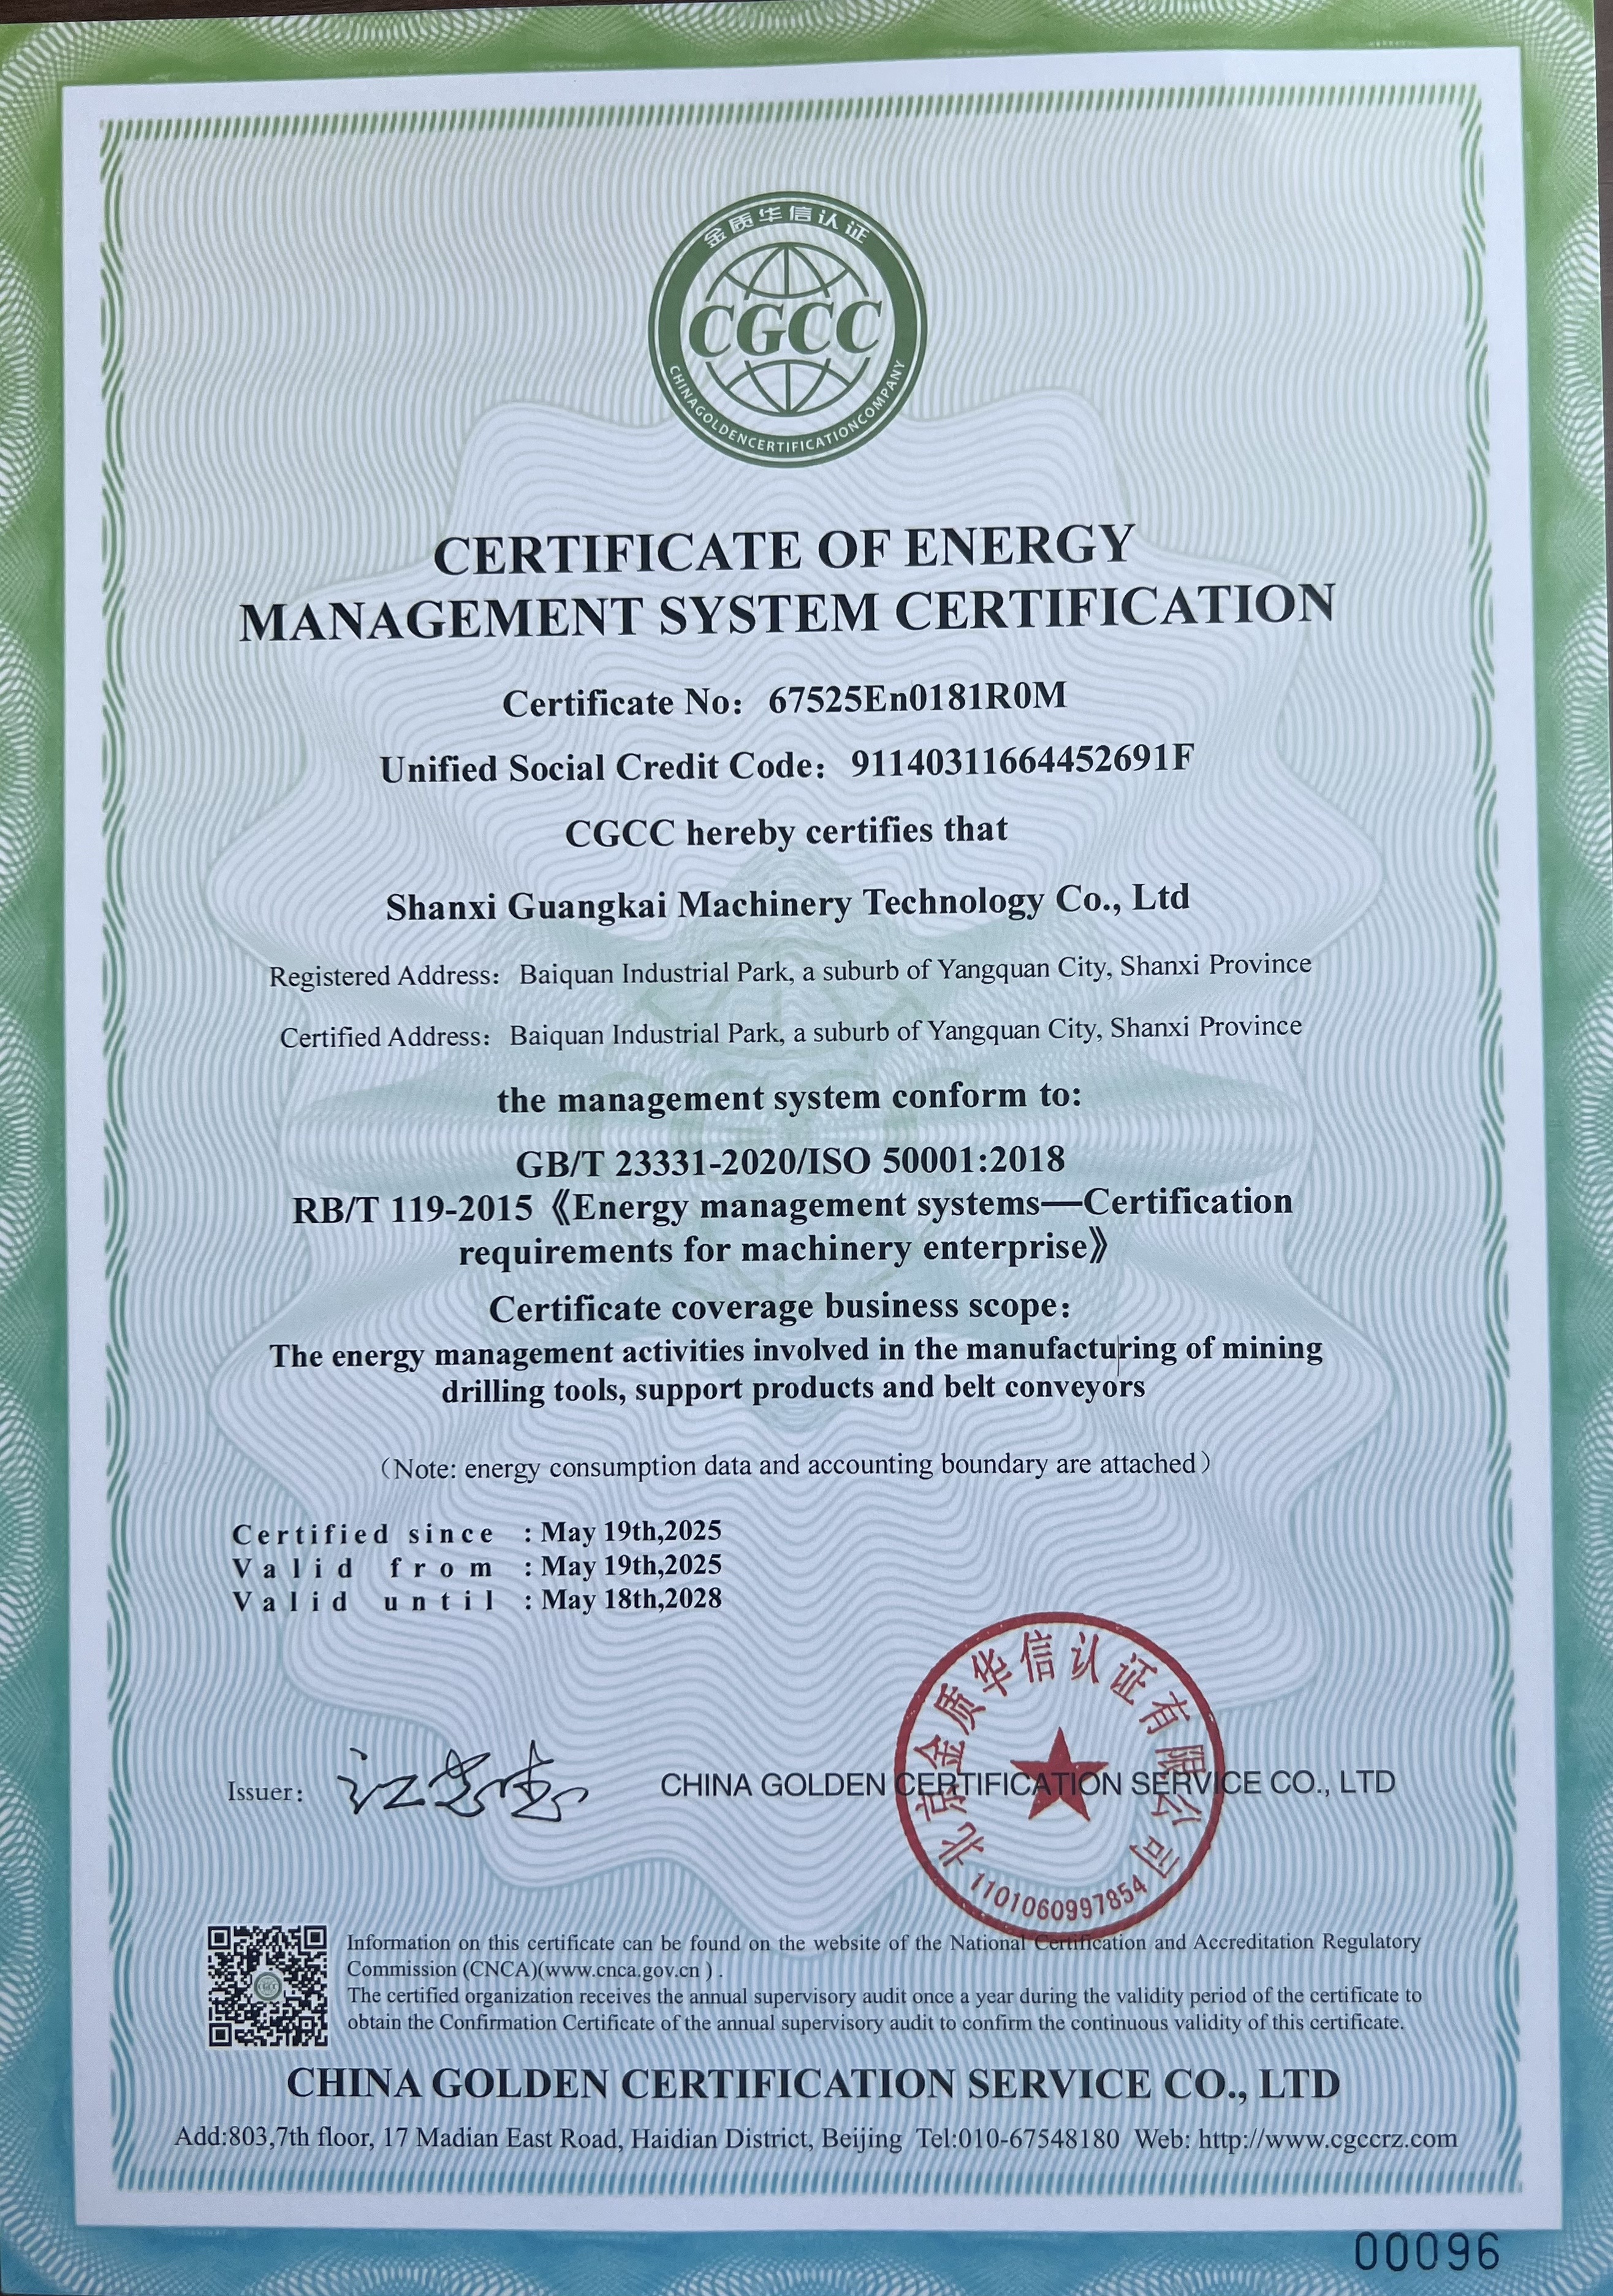 金质华信认证
CGCC
CHINAGOLDENCERTIFICATIONCOMPANY
CERTIFICATE OF ENERGY
MANAGEMENT SYSTEM CERTIFICATION
Certificate No：67525En0181R0M
Unified Social Credit Code：91140311664452691F
CGCC hereby certifies that
Shanxi Guangkai Machinery Technology Co., Ltd
Registered Address：Baiquan Industrial Park, a suburb of Yangquan City, Shanxi Province
Certified Address：Baiquan Industrial Park, a suburb of Yangquan City, Shanxi Province
the management system conform to:
GB/T 23331-2020/ISO 50001:2018
RB/T 119-2015《Energy management systems—Certification
requirements for machinery enterprise》
Certificate coverage business scope：
The energy management activities involved in the manufacturing of mining
drilling tools, support products and belt conveyors
（Note: energy consumption data and accounting boundary are attached）
Certified since : May 19th,2025
Valid from : May 19th,2025
Valid until : May 18th,2028
北京金质华信认证有限公司
1101060997854
Issuer:
CHINA GOLDEN CERTIFICATION SERVICE CO., LTD
Information on this certificate can be found on the website of the National Certification and Accreditation Regulatory
Commission (CNCA)(www.cnca.gov.cn ) .
The certified organization receives the annual supervisory audit once a year during the validity period of the certificate to
obtain the Confirmation Certificate of the annual supervisory audit to confirm the continuous validity of this certificate.
CHINA GOLDEN CERTIFICATION SERVICE CO., LTD
Add:803,7th floor, 17 Madian East Road, Haidian District, Beijing Tel:010-67548180 Web: http://www.cgccrz.com
00096